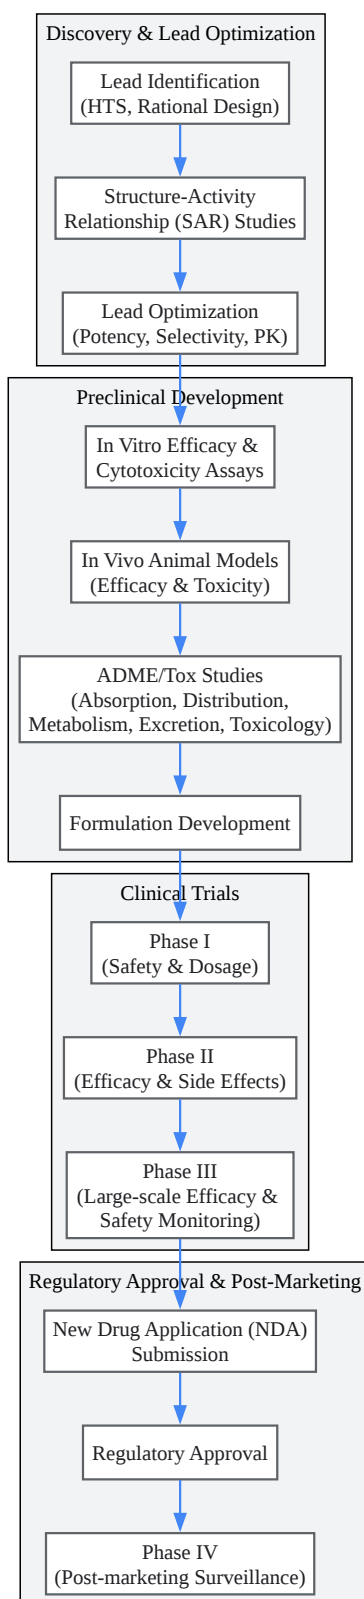 Discovery & Lead Optimization
Lead Identification
(HTS, Rational Design)
Structure-Activity
Relationship (SAR) Studies
Lead Optimization
(Potency, Selectivity, PK)
Preclinical Development
In Vitro Efficacy &
Cytotoxicity Assays
In Vivo Animal Models
(Efficacy & Toxicity)
ADME/Tox Studies
(Absorption, Distribution,
Metabolism, Excretion, Toxicology)
Formulation Development
Clinical Trials
Phase I
(Safety & Dosage)
Phase II
(Efficacy & Side Effects)
Phase III
(Large-scale Efficacy &
Safety Monitoring)
Regulatory Approval & Post-Marketing
New Drug Application (NDA)
Submission
Regulatory Approval
Phase IV
(Post-marketing Surveillance)